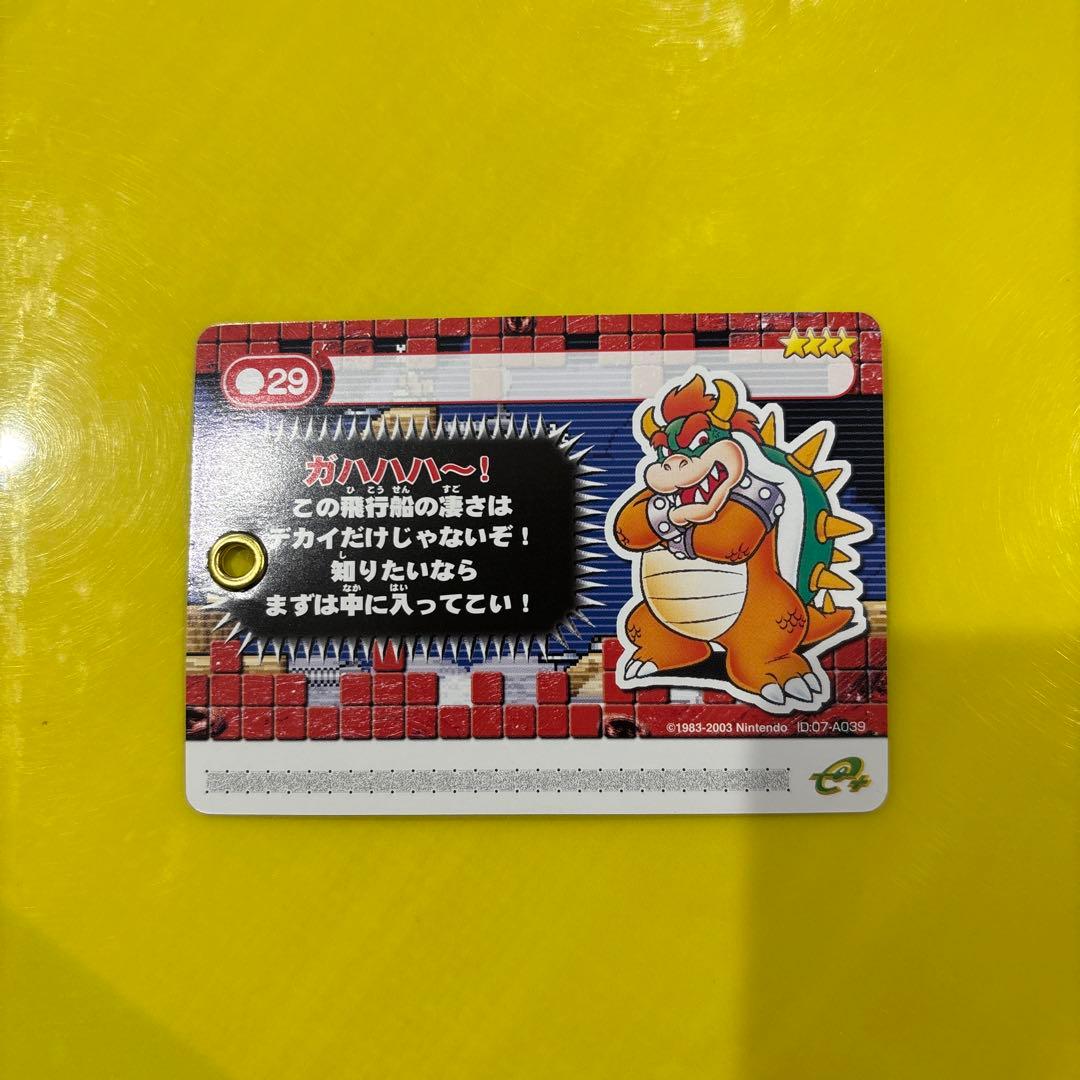 ●29
ガハハハ～!
この飛行船の凄さは
デカイだけじゃないぞ!
知りたいなら
まずは中に入ってこい!
©1983-2003 Nintendo ID:07-A039
e+